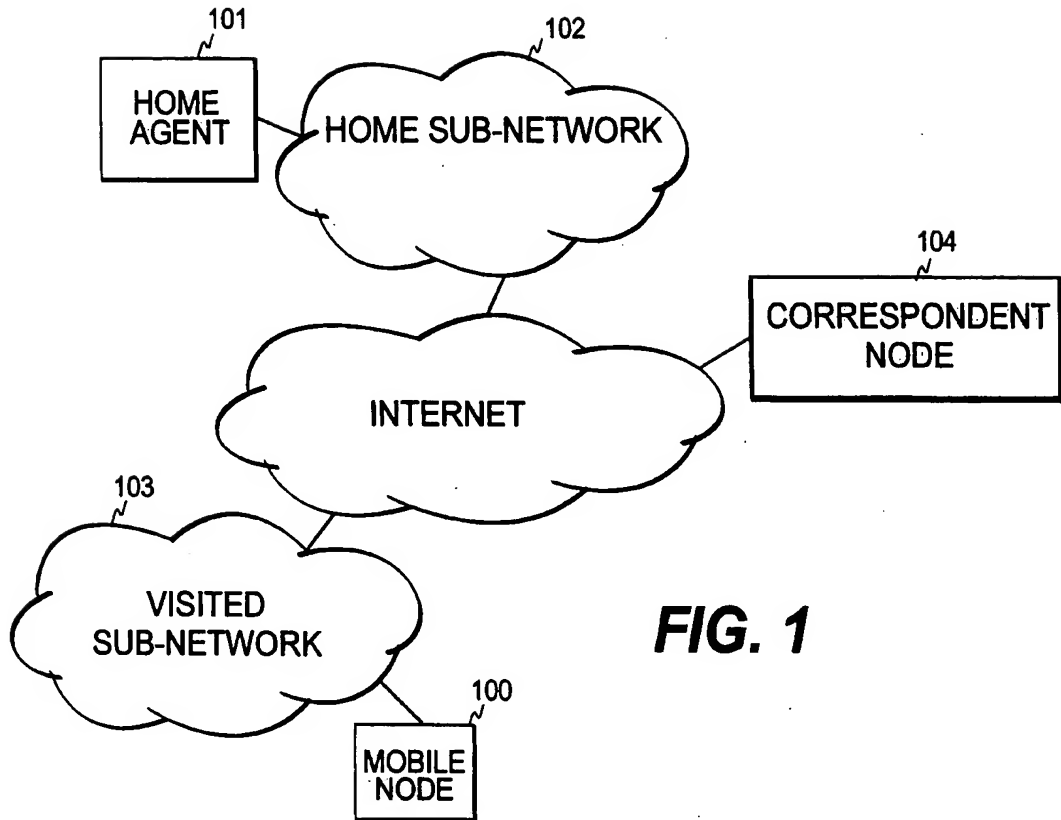 101
HOME
AGENT
102
HOME SUB-NETWORK
104
CORRESPONDENT
NODE
INTERNET
103
VISITED
SUB-NETWORK
FIG. 1
100
MOBILE
NODE